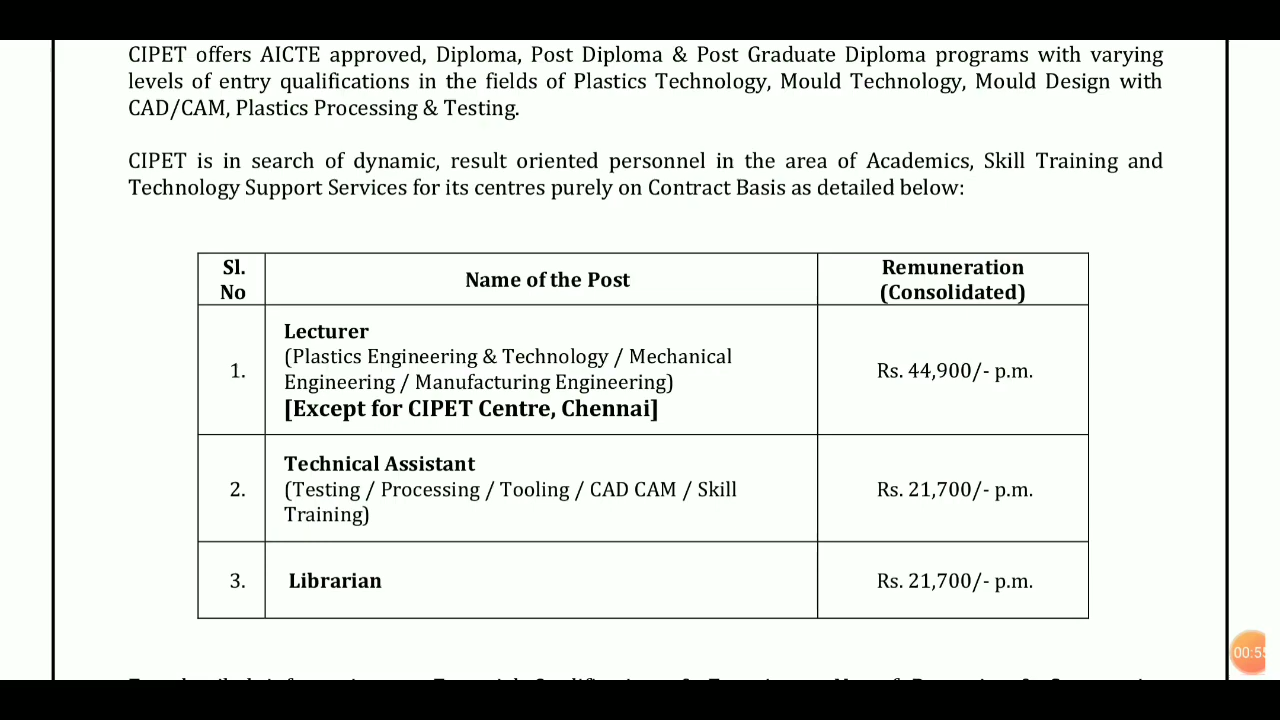 CIPET offers AICTE approved, Diploma, Post Diploma & Post Graduate Diploma programs with varying
levels of entry qualifications in the fields of Plastics Technology, Mould Technology, Mould Design with
CAD/CAM, Plastics Processing & Testing.
CIPET is in search of dynamic, result oriented personnel in the area of Academics, Skill Training and
Technology Support Services for its centres purely on Contract Basis as detailed below:
Sl.
No
Name of the Post
Remuneration
(Consolidated)
1.
Lecturer
(Plastics Engineering & Technology / Mechanical
Engineering / Manufacturing Engineering)
[Except for CIPET Centre, Chennai]
Rs. 44,900/- p.m.
2.
Technical Assistant
(Testing / Processing / Tooling / CAD CAM / Skill
Training)
Rs. 21,700/- p.m.
3.
Librarian
Rs. 21,700/- p.m.
00:55